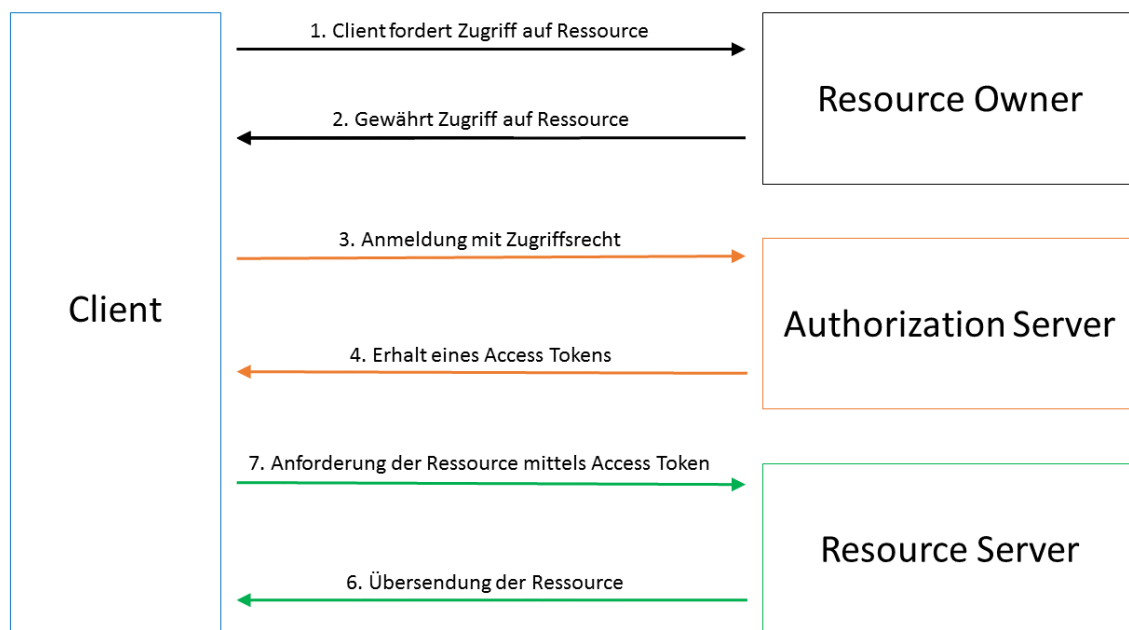 1. Client fordert Zugriff auf Ressource
Resource Owner
2. Gewährt Zugriff auf Ressource
3. Anmeldung mit Zugriffsrecht
Client
Authorization Server
4. Erhalt eines Access Tokens
7. Anforderung der Ressource mittels Access Token
Resource Server
6. Übersendung der Ressource